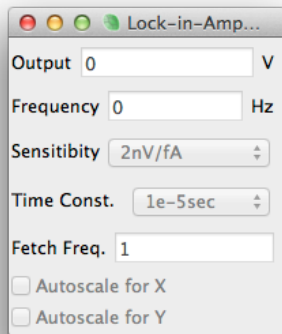 Lock-in-Amp...
Output 0 V
Frequency 0 Hz
Sensitibity 2nV/fA
Time Const. 1e-5sec
Fetch Freq. 1
Autoscale for X
Autoscale for Y